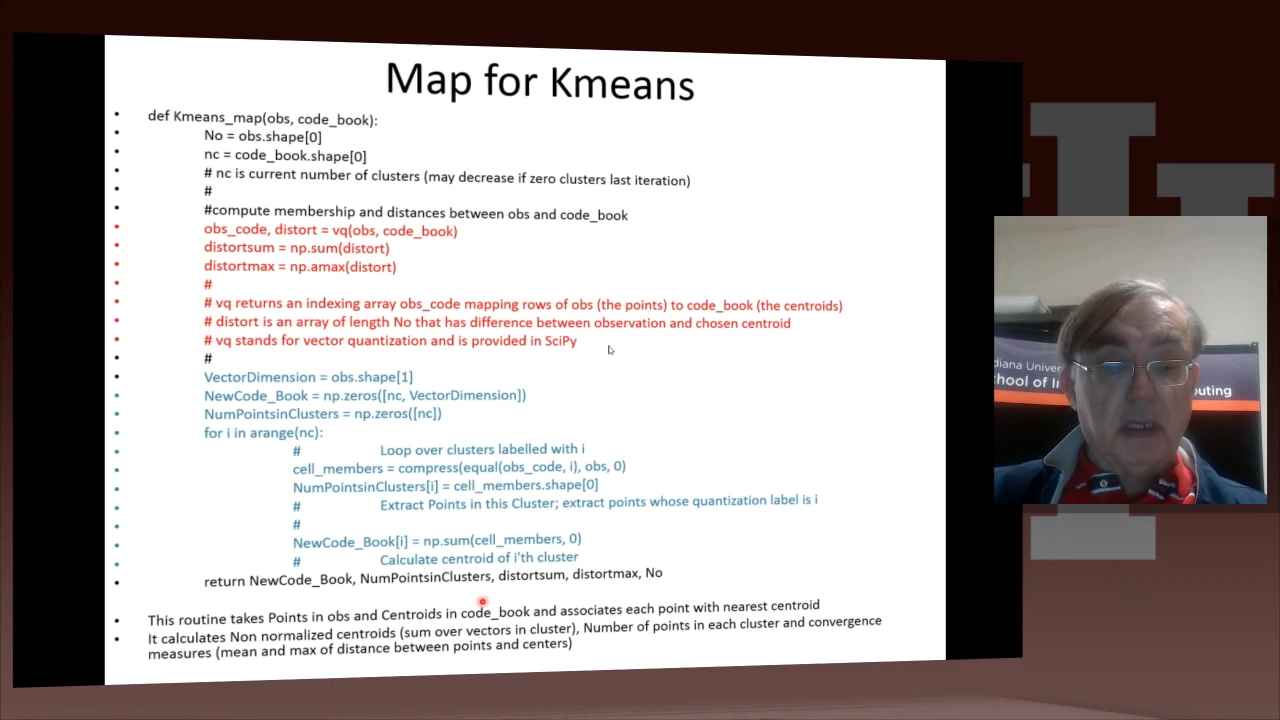 Map for Kmeans
• def Kmeans_map(obs, code_book):
• No = obs.shape[0]
• nc = code_book.shape[0]
• # nc is current number of clusters (may decrease if zero clusters last iteration)
• #
• #compute membership and distances between obs and code_book
• obs_code, distort = vq(obs, code_book)
• distortsum = np.sum(distort)
• distortmax = np.amax(distort)
• #
• # vq returns an indexing array obs_code mapping rows of obs (the points) to code_book (the centroids)
• # distort is an array of length No that has difference between observation and chosen centroid
• # vq stands for vector quantization and is provided in SciPy
• #
• VectorDimension = obs.shape[1]
• NewCode_Book = np.zeros([nc, VectorDimension])
• NumPointsinClusters = np.zeros([nc])
• for i in arange(nc):
• # Loop over clusters labelled with i
• cell_members = compress(equal(obs_code, i), obs, 0)
• NumPointsinClusters[i] = cell_members.shape[0]
• # Extract Points in this Cluster; extract points whose quantization label is i
• #
• NewCode_Book[i] = np.sum(cell_members, 0)
• # Calculate centroid of i'th cluster
• return NewCode_Book, NumPointsinClusters, distortsum, distortmax, No
• This routine takes Points in obs and Centroids in code_book and associates each point with nearest centroid
• It calculates Non normalized centroids (sum over vectors in cluster), Number of points in each cluster and convergence
measures (mean and max of distance between points and centers)
diana Univer
hool of I
puting